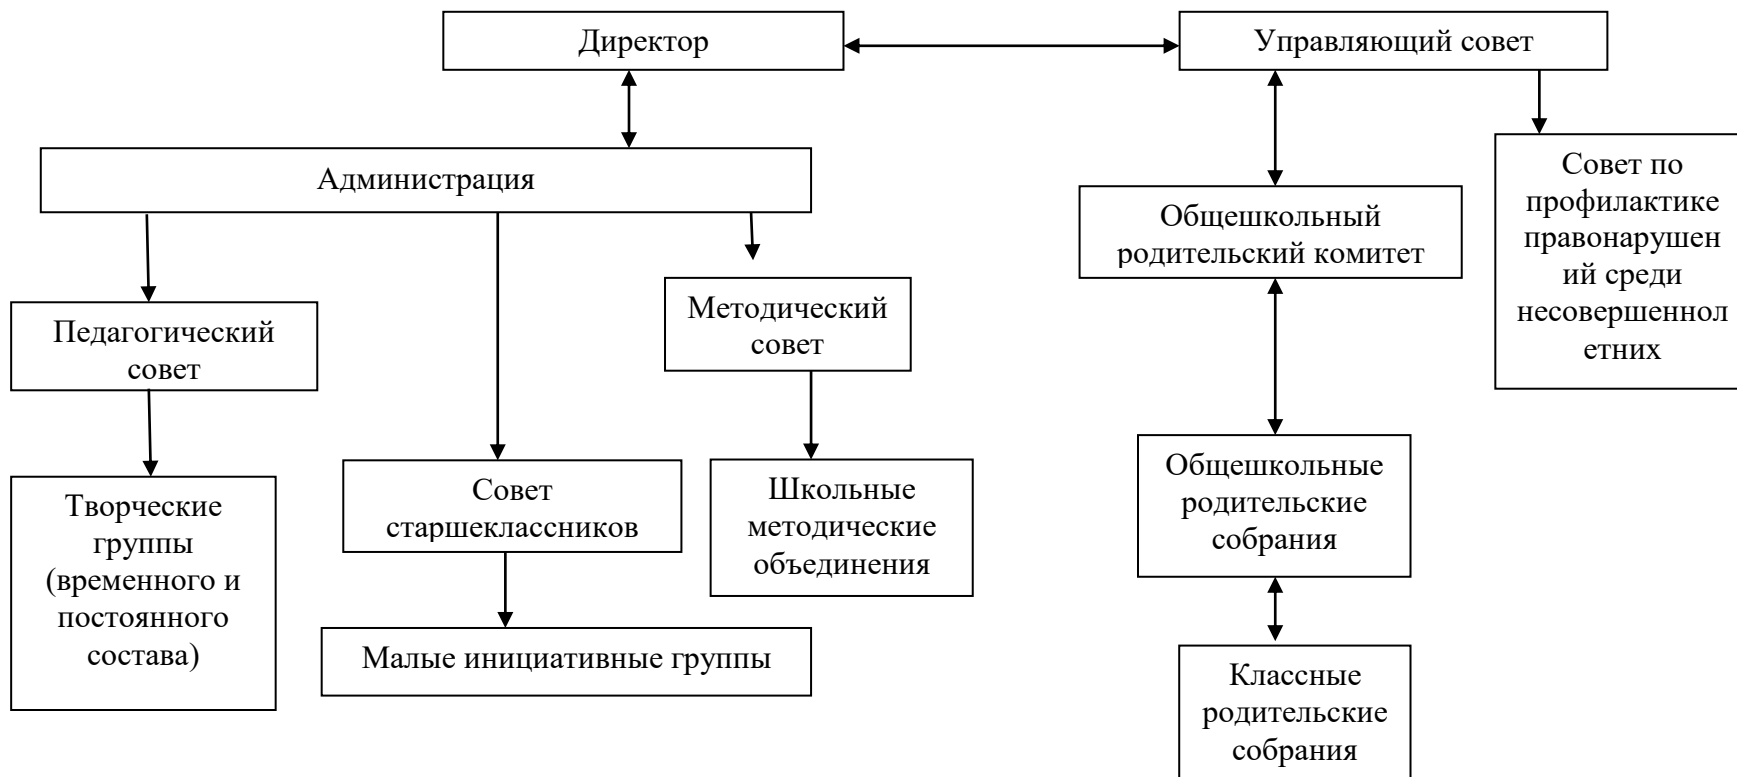 Директор
Управляющий совет
Администрация
Общешкольный
родительский комитет
Совет по
профилактике
правонарушен
ий среди
несовершеннол
етних
Педагогический
совет
Методический
совет
Творческие
группы
(временного и
постоянного
состава)
Совет
старшеклассников
Школьные
методические
объединения
Общешкольные
родительские
собрания
Малые инициативные группы
Классные
родительские
собрания